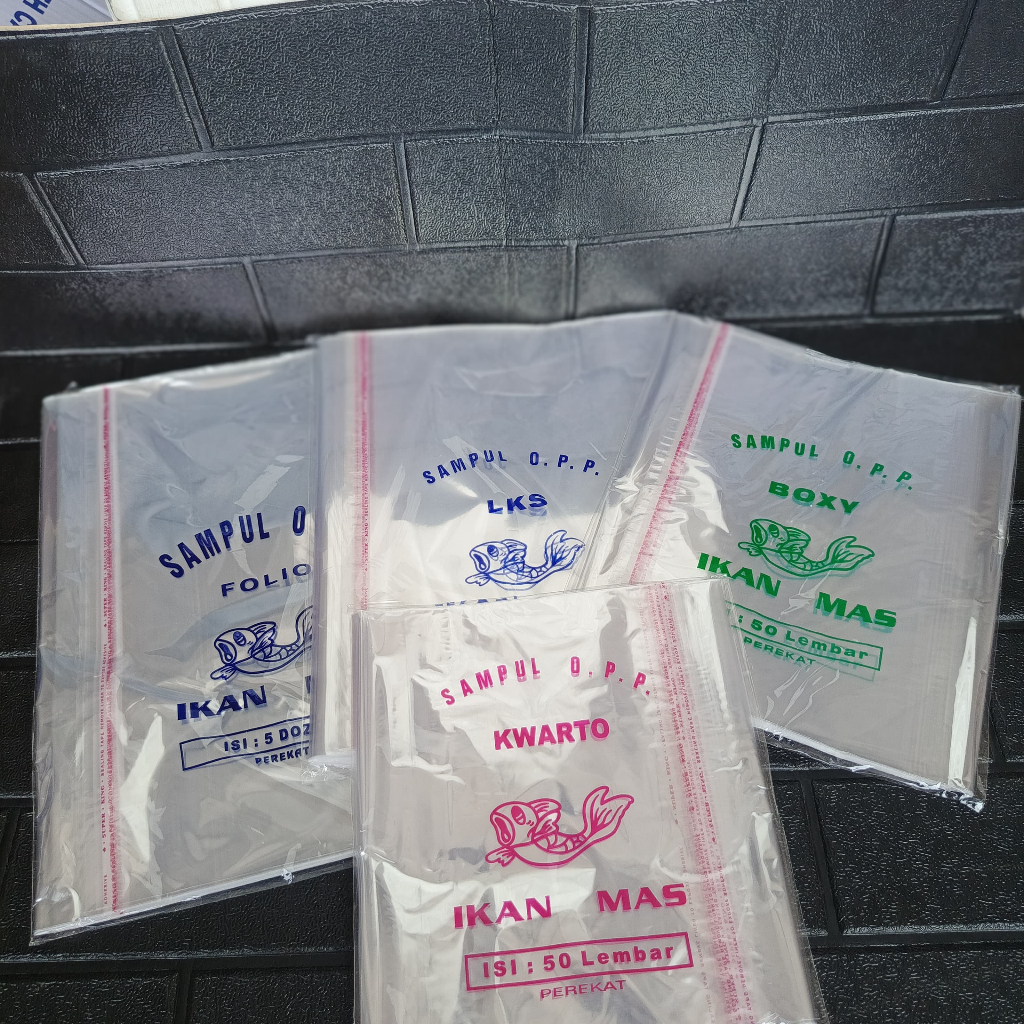 SAMPUL O
FOLIO
IKAN
ISI : 5 DOZ
PEREKAT
SAMPUL O.P.P.
LKS
IKAN
SAMPUL O.P.P.
BOXY
IKAN MAS
: 50 Lembar
PEREKAT
SAMPUL O.P.P.
KWARTO
IKAN MAS
ISI : 50 Lembar
PEREKAT